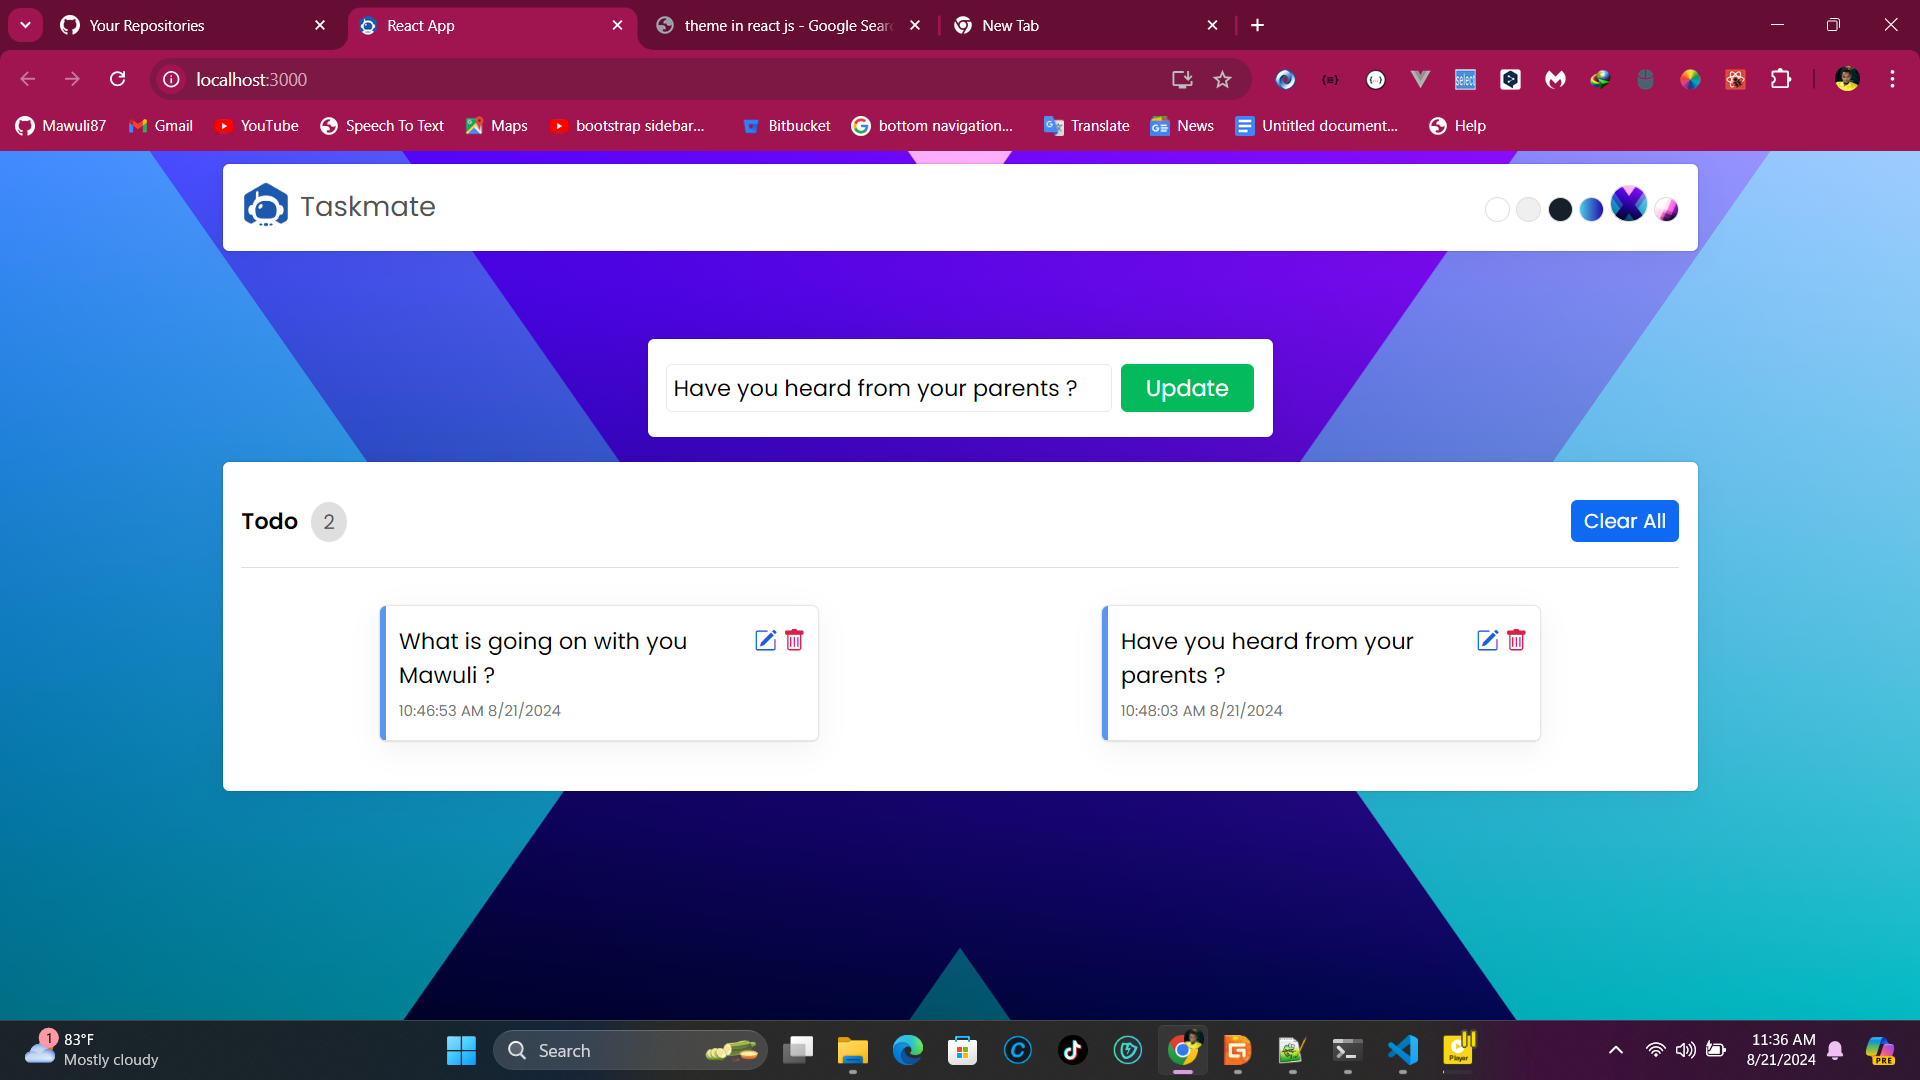 Your Repositories
React App
theme in react js - Google Sear
New Tab
localhost:3000
Mawuli87
Gmail
YouTube
Speech To Text
Maps
bootstrap sidebar...
Bitbucket
bottom navigation...
Translate
News
Untitled document...
Help
Taskmate
Have you heard from your parents ?
Update
Todo 2
Clear All
What is going on with you
Mawuli ?
10:46:53 AM 8/21/2024
Have you heard from your
parents ?
10:48:03 AM 8/21/2024
1
83°F
Mostly cloudy
Search
Player
11:36 AM
8/21/2024
PRE